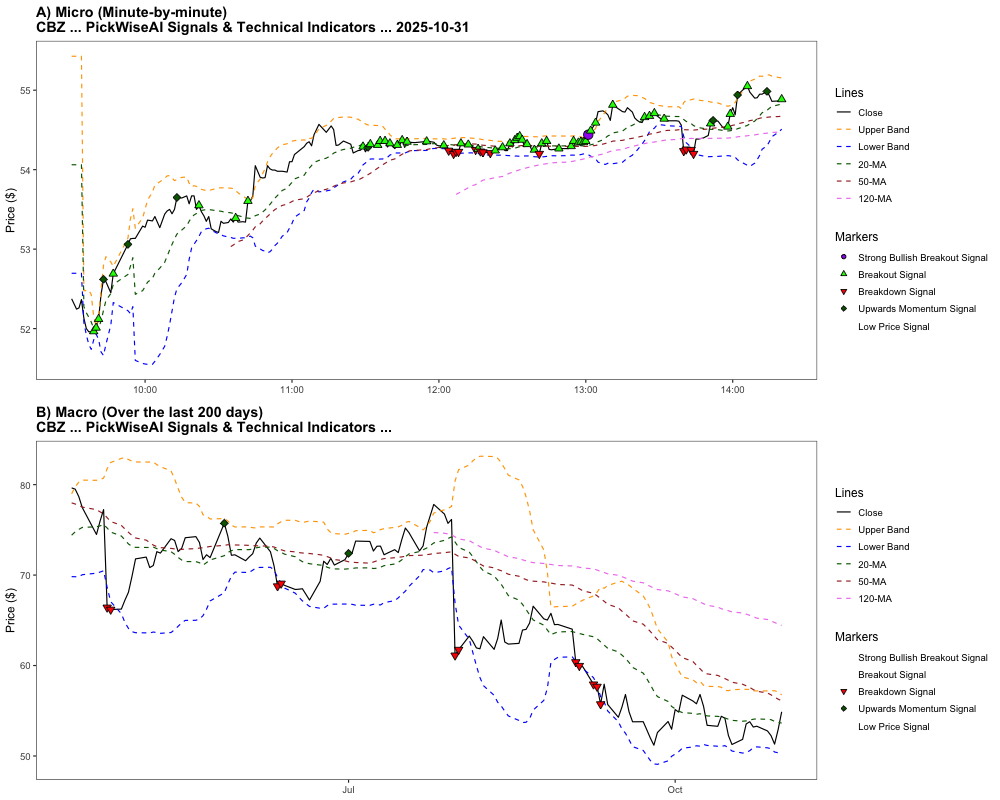 A) Micro (Minute-by-minute)
CBZ ... PickWiseAI Signals & Technical Indicators ... 2025-10-31
Price ($)
55
54
53
52
10:00
11:00
12:00
13:00
14:00
Lines
Close
Upper Band
Lower Band
20-MA
50-MA
120-MA
Markers
Strong Bullish Breakout Signal
Breakout Signal
Breakdown Signal
Upwards Momentum Signal
Low Price Signal
B) Macro (Over the last 200 days)
CBZ ... PickWiseAI Signals & Technical Indicators ...
Price ($)
80
70
60
50
Jul
Oct
Lines
Close
Upper Band
Lower Band
20-MA
50-MA
120-MA
Markers
Strong Bullish Breakout Signal
Breakout Signal
Breakdown Signal
Upwards Momentum Signal
Low Price Signal